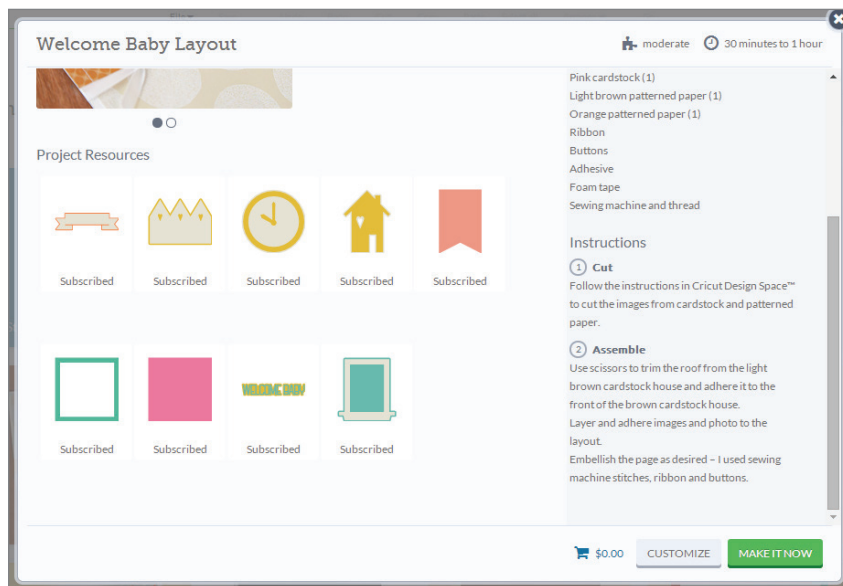 Welcome Baby Layout
moderate
30 minutes to 1 hour
Project Resources
Subscribed
Subscribed
Subscribed
Subscribed
Subscribed
WELCOME BABY
Subscribed
Subscribed
Subscribed
Subscribed
Pink cardstock (1)
Light brown patterned paper (1)
Orange patterned paper (1)
Ribbon
Buttons
Adhesive
Foam tape
Sewing machine and thread
Instructions
1 Cut
Follow the instructions in Cricut Design Space™
to cut the images from cardstock and patterned
paper.
2 Assemble
Use scissors to trim the roof from the light
brown cardstock house and adhere it to the
front of the brown cardstock house.
Layer and adhere images and photo to the
layout.
Embellish the page as desired – I used sewing
machine stitches, ribbon and buttons.
$0.00
CUSTOMIZE
MAKE IT NOW